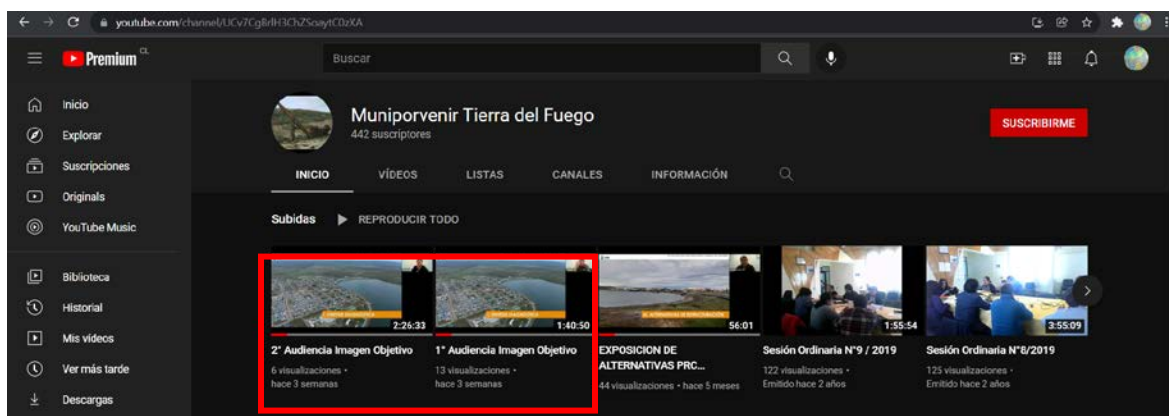 youtube.com/channel/UCv7CgBrlH3ChZSoaytC0zXA
Premium CL
Buscar
Inicio
Explorar
Suscripciones
Originals
YouTube Music
Biblioteca
Historial
Mis vídeos
Ver más tarde
Descargas
Muniporvenir Tierra del Fuego
442 suscriptores
SUSCRIBIRME
INICIO VÍDEOS LISTAS CANALES INFORMACIÓN
Subidas REPRODUCIR TODO
2:26:33
2° Audiencia Imagen Objetivo
6 visualizaciones •
hace 3 semanas
1:40:50
1° Audiencia Imagen Objetivo
13 visualizaciones •
hace 3 semanas
56:01
EXPOSICION DE
ALTERNATIVAS PRC...
44 visualizaciones • hace 5 meses
1:55:54
Sesión Ordinaria N°9 / 2019
122 visualizaciones •
Emitido hace 2 años
3:55:09
Sesión Ordinaria N°8/2019
125 visualizaciones •
Emitido hace 2 años